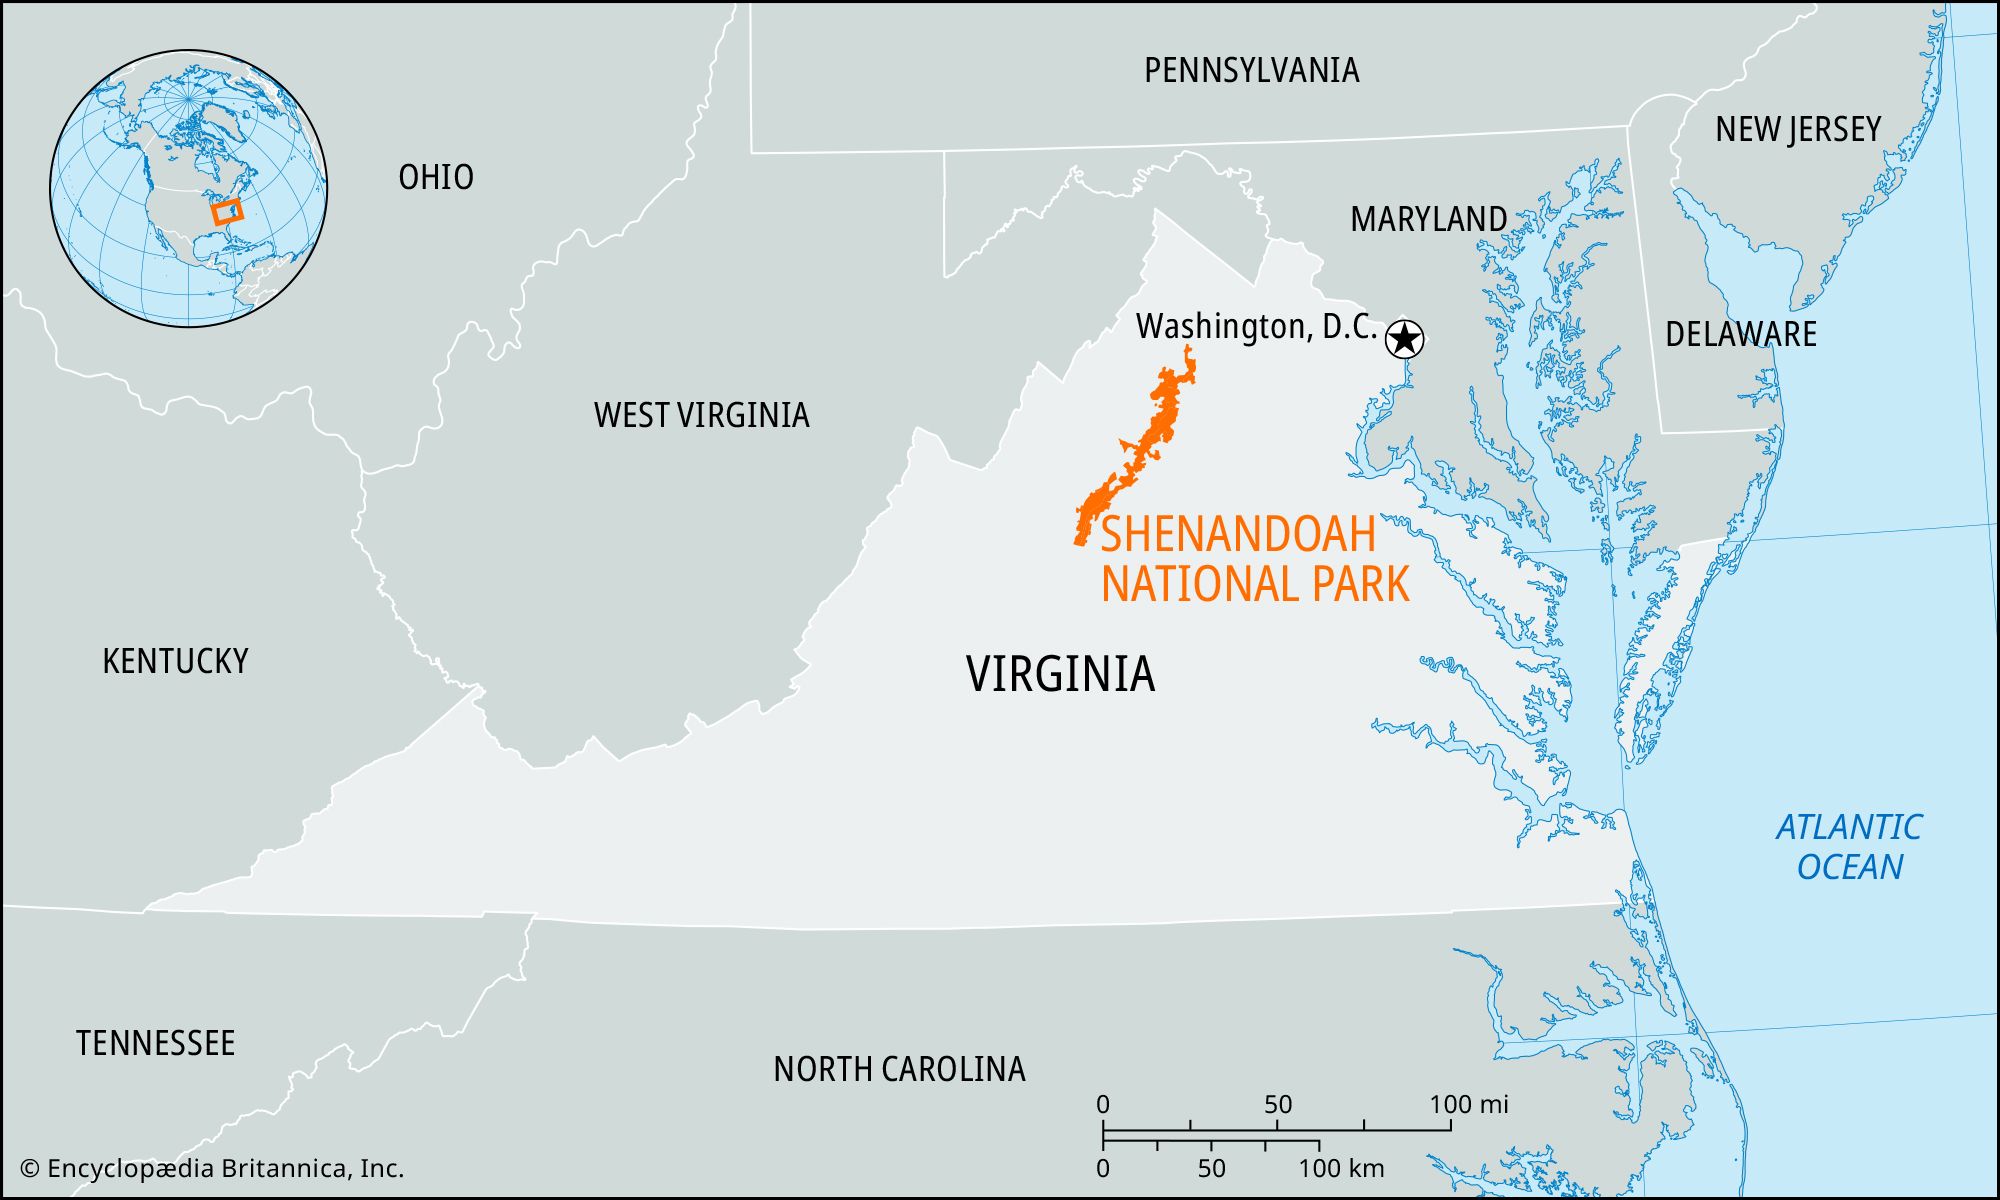 PENNSYLVANIA
NEW JERSEY
OHIO
MARYLAND
Washington, D.C.
DELAWARE
WEST VIRGINIA
SHENANDOAH
NATIONAL PARK
KENTUCKY
VIRGINIA
ATLANTIC
OCEAN
TENNESSEE
NORTH CAROLINA
0 50 100 mi
0 50 100 km
© Encyclopædia Britannica, Inc.